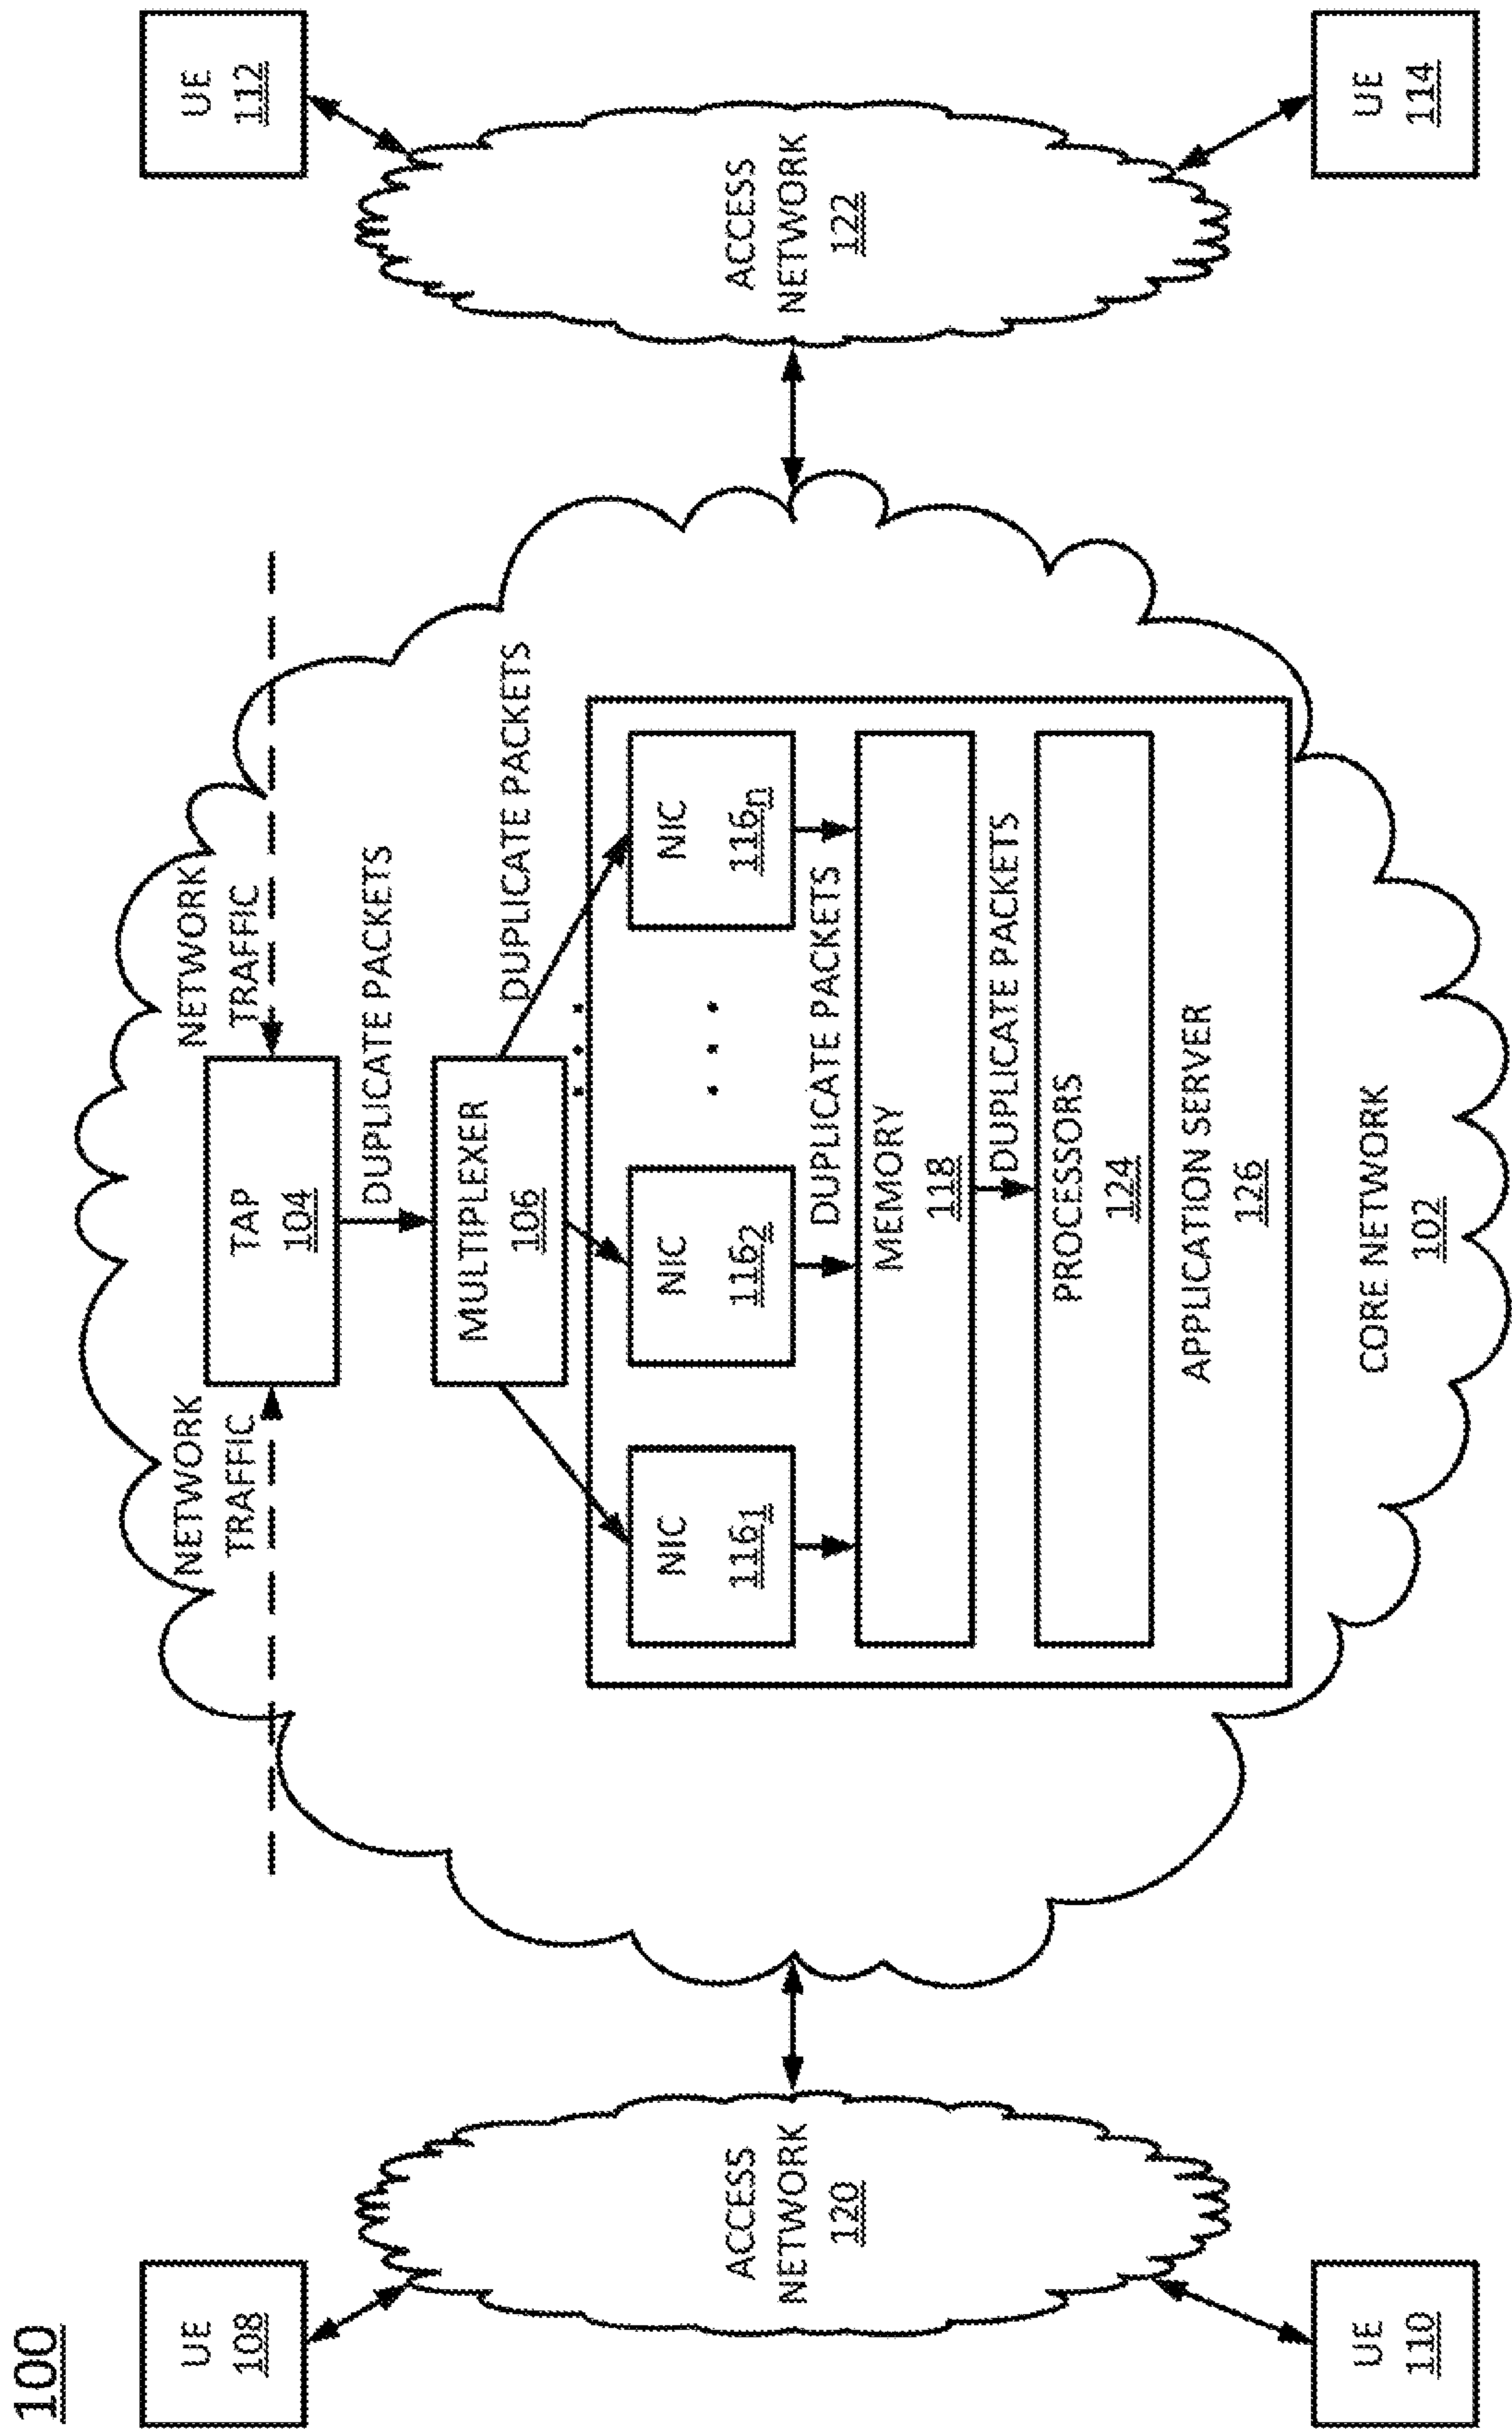 100
UE
108
UE
110
ACCESS
NETWORK
120
NETWORK
TRAFFIC
TAP
104
NETWORK
TRAFFIC
DUPLICATE PACKETS
MULTIPLEXER
106
DUPLICATE PACKETS
NIC
116₁
NIC
116₂
NIC
116ₙ
DUPLICATE PACKETS
MEMORY
118
DUPLICATE PACKETS
PROCESSORS
124
APPLICATION SERVER
126
CORE NETWORK
102
ACCESS
NETWORK
122
UE
112
UE
114